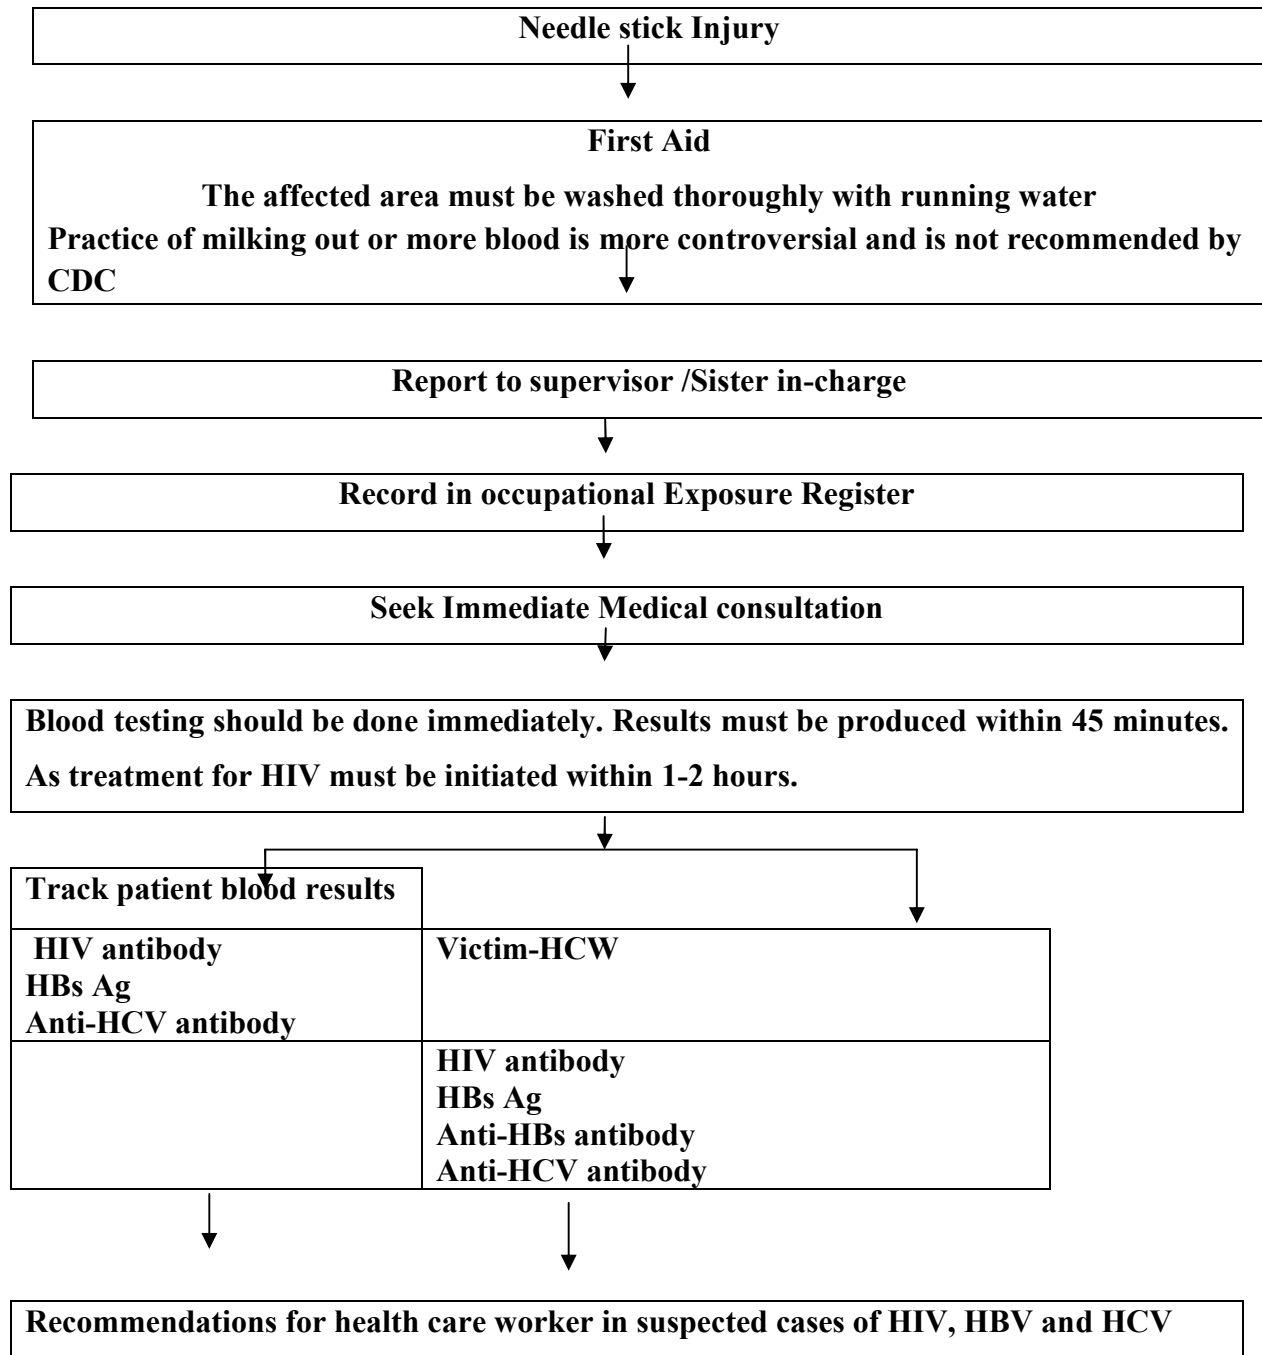 Needle stick Injury
First Aid
The affected area must be washed thoroughly with running water
Practice of milking out or more blood is more controversial and is not recommended by
CDC
Report to supervisor /Sister in-charge
Record in occupational Exposure Register
Seek Immediate Medical consultation
Blood testing should be done immediately. Results must be produced within 45 minutes.
As treatment for HIV must be initiated within 1-2 hours.
Track patient blood results
HIV antibody
HBs Ag
Anti-HCV antibody
Victim-HCW
HIV antibody
HBs Ag
Anti-HBs antibody
Anti-HCV antibody
Recommendations for health care worker in suspected cases of HIV, HBV and HCV